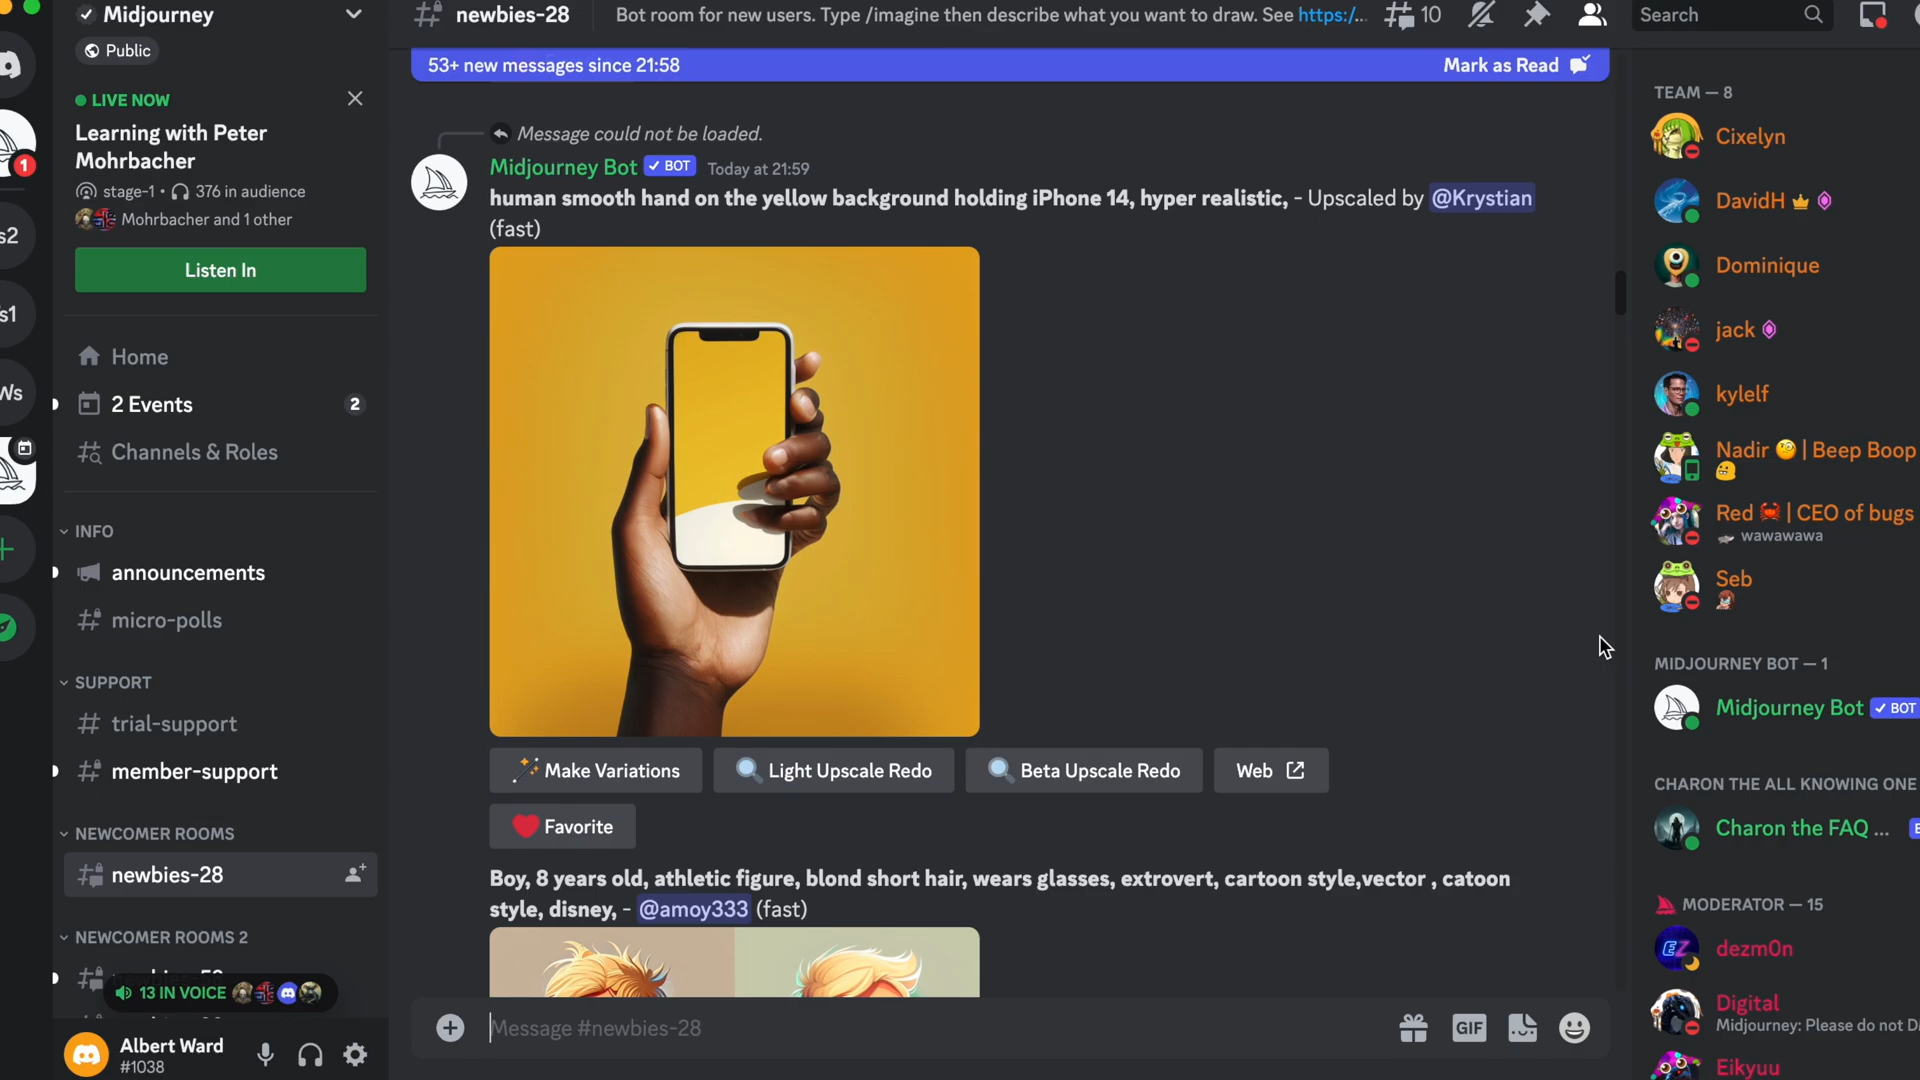 Midjourney
Public
LIVE NOW
Learning with Peter
Mohrbacher
stage-1 • 376 in audience
Mohrbacher and 1 other
Listen In
Home
2 Events 2
Channels & Roles
INFO
announcements
micro-polls
SUPPORT
trial-support
member-support
NEWCOMER ROOMS
newbies-28
NEWCOMER ROOMS 2
13 IN VOICE
Albert Ward
#1038
1
s2
s1
Ws
newbies-28
Bot room for new users. Type /imagine then describe what you want to draw. See https:/...
10
Search
53+ new messages since 21:58
Mark as Read
Message could not be loaded.
Midjourney Bot ✓ BOT Today at 21:59
human smooth hand on the yellow background holding iPhone 14, hyper realistic, - Upscaled by @Krystian
(fast)
Make Variations
Light Upscale Redo
Beta Upscale Redo
Web
Favorite
Boy, 8 years old, athletic figure, blond short hair, wears glasses, extrovert, cartoon style,vector , catoon
style, disney, - @amoy333 (fast)
Message #newbies-28
GIF
TEAM — 8
Cixelyn
DavidH
Dominique
jack
kylelf
Nadir 🧐 | Beep Boop
Red 🦀 | CEO of bugs
wawawawa
Seb
MIDJOURNEY BOT — 1
Midjourney Bot ✓ BOT
CHARON THE ALL KNOWING ONE
Charon the FAQ ...
MODERATOR — 15
dezm0n
EZ
Digital
Midjourney: Please do not D
Eikyuu